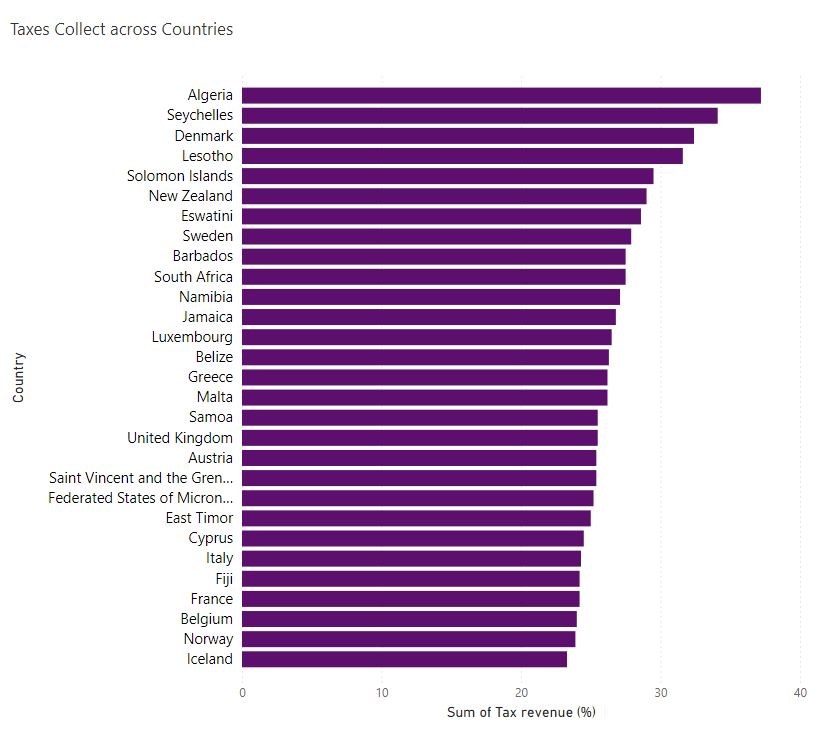 Taxes Collect across Countries
Country
Algeria
Seychelles
Denmark
Lesotho
Solomon Islands
New Zealand
Eswatini
Sweden
Barbados
South Africa
Namibia
Jamaica
Luxembourg
Belize
Greece
Malta
Samoa
United Kingdom
Austria
Saint Vincent and the Gren...
Federated States of Micron...
East Timor
Cyprus
Italy
Fiji
France
Belgium
Norway
Iceland
0 10 20 30 40
Sum of Tax revenue (%)